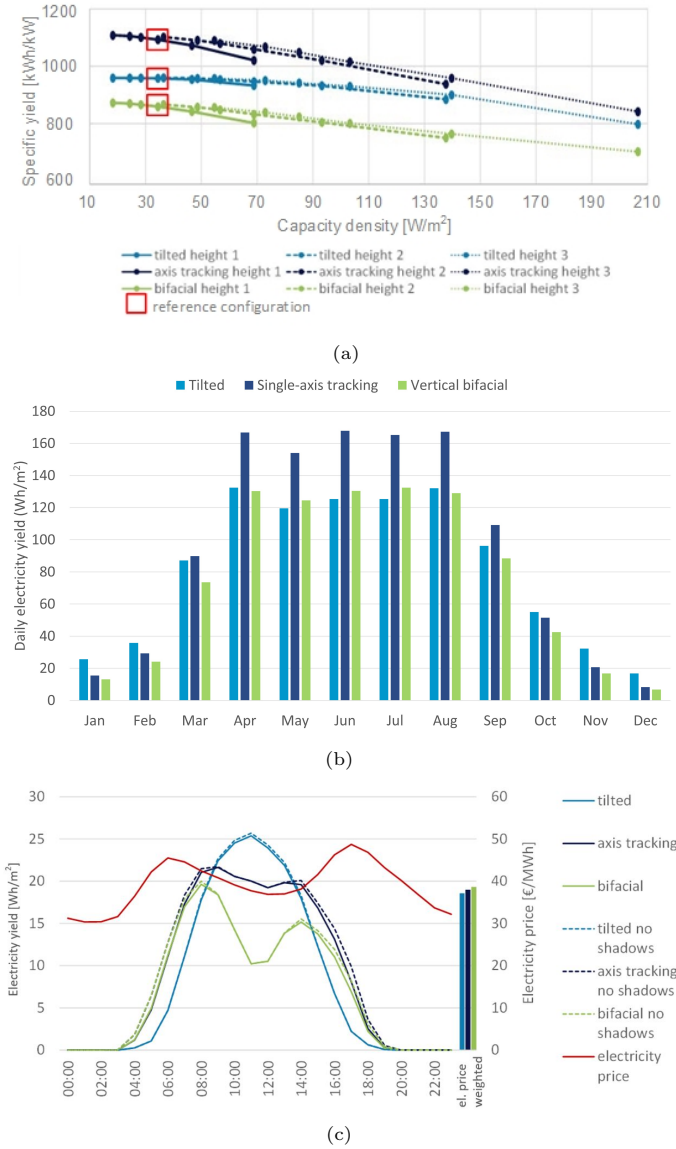 1200
1000
800
600
Specific yield [kWh/kW]
10 30 50 70 90 110 130 150 170 190 210
Capacity density [W/m²]
tilted height 1 tilted height 2 tilted height 3
axis tracking height 1 axis tracking height 2 axis tracking height 3
bifacial height 1 bifacial height 2 bifacial height 3
reference configuration
(a)
Tilted Single-axis tracking Vertical bifacial
180
160
140
120
100
80
60
40
20
0
Daily electricity yield (Wh/m²)
Jan Feb Mar Apr May Jun Jul Aug Sep Oct Nov Dec
(b)
30 60
25 50
20 40
15 30
10 20
5 10
0 0
Electricity yield [Wh/m²]
Electricity price [€/MWh]
00:00 02:00 04:00 06:00 08:00 10:00 12:00 14:00 16:00 18:00 20:00 22:00
el. price
weighted
tilted
axis tracking
bifacial
tilted no
shadows
axis tracking
no shadows
bifacial no
shadows
electricity
price
(c)